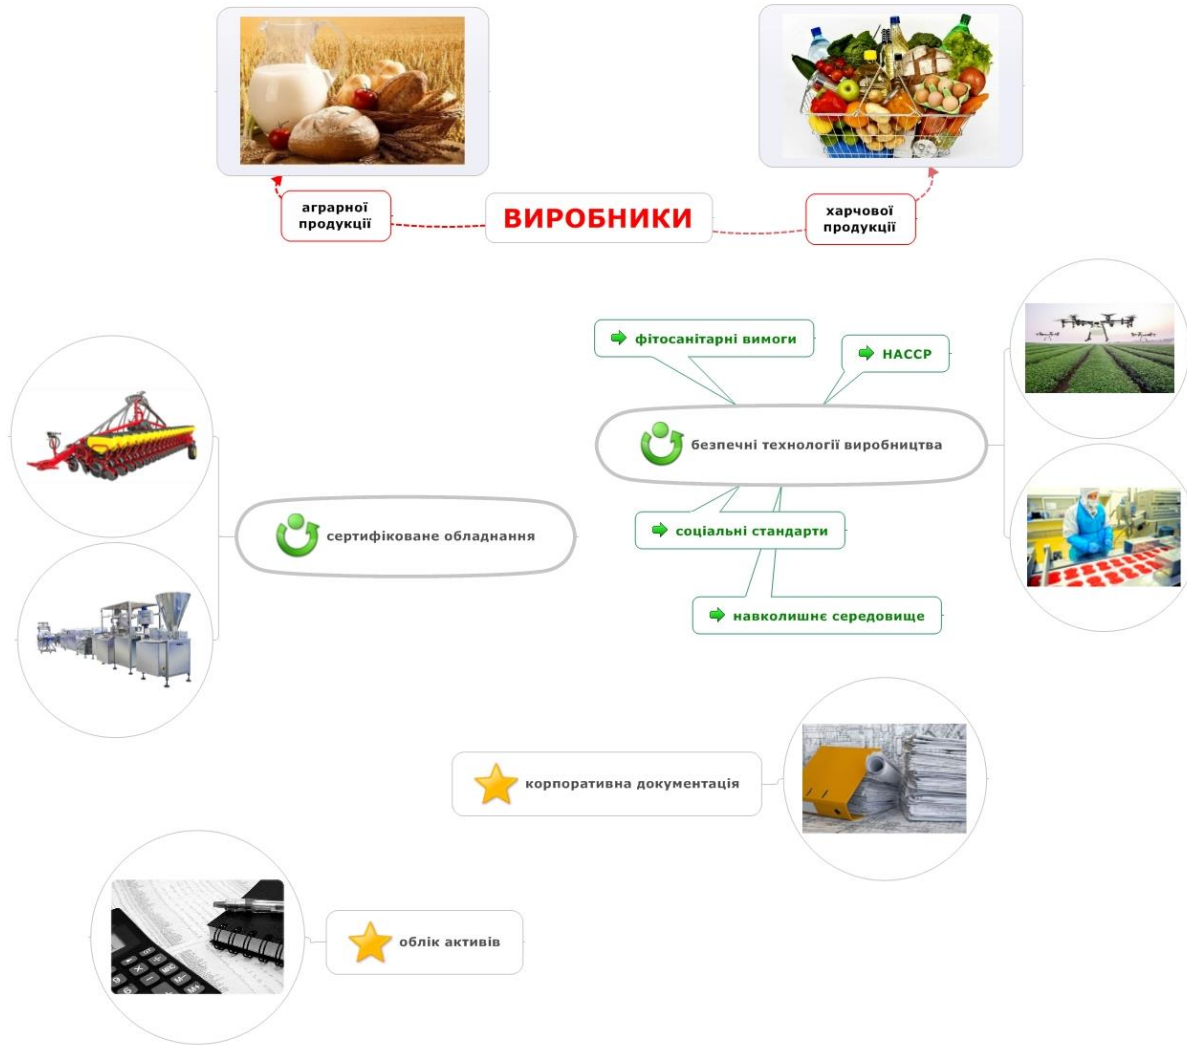 аграрної
продукції
ВИРОБНИКИ
харчової
продукції
фітосанітарні вимоги
НАССР
безпечні технології виробництва
сертифіковане обладнання
соціальні стандарти
навколишнє середовище
корпоративна документація
облік активів